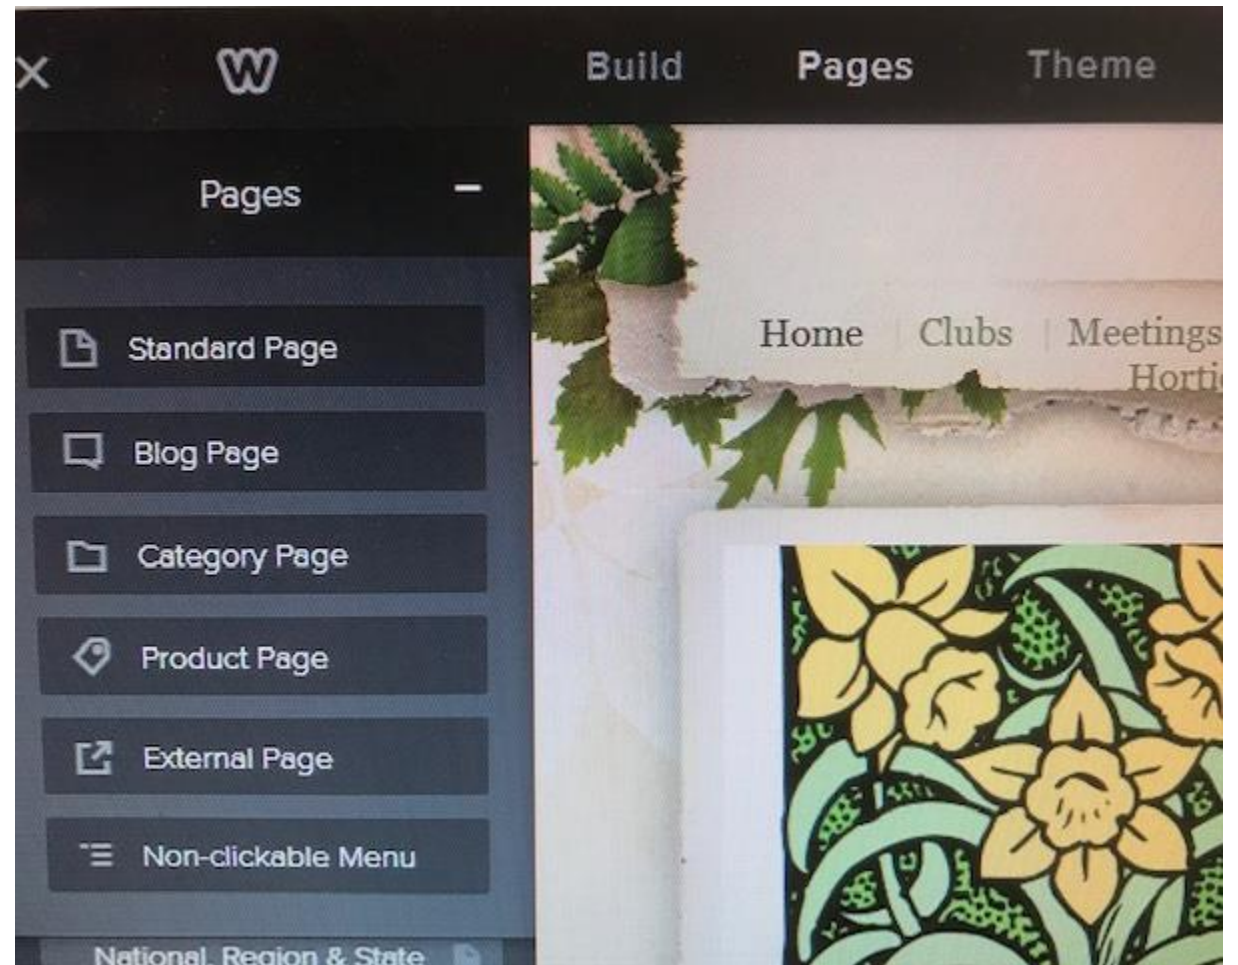 W
Build Pages Theme
Pages
Standard Page
Blog Page
Category Page
Product Page
External Page
Non-clickable Menu
National, Region & State
Home Clubs Meetings